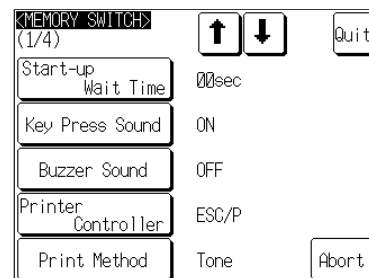 <MEMORY SWITCH>
(1/4)
Quit
Start-up
Wait Time
00sec
Key Press Sound
ON
Buzzer Sound
OFF
Printer
Controller
ESC/P
Print Method
Tone
Abort